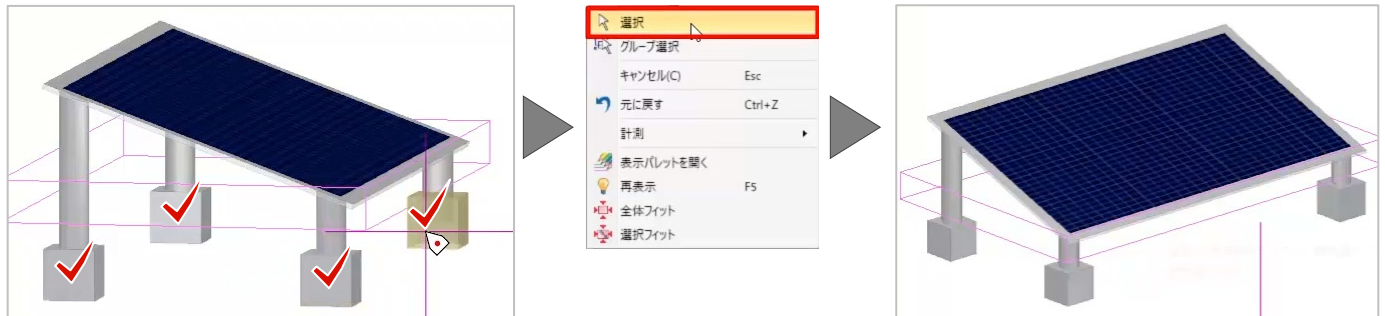 選択
グループ選択
キャンセル(C) Esc
元に戻す Ctrl+Z
計測
表示パレットを開く
再表示 F5
全体フィット
選択フィット